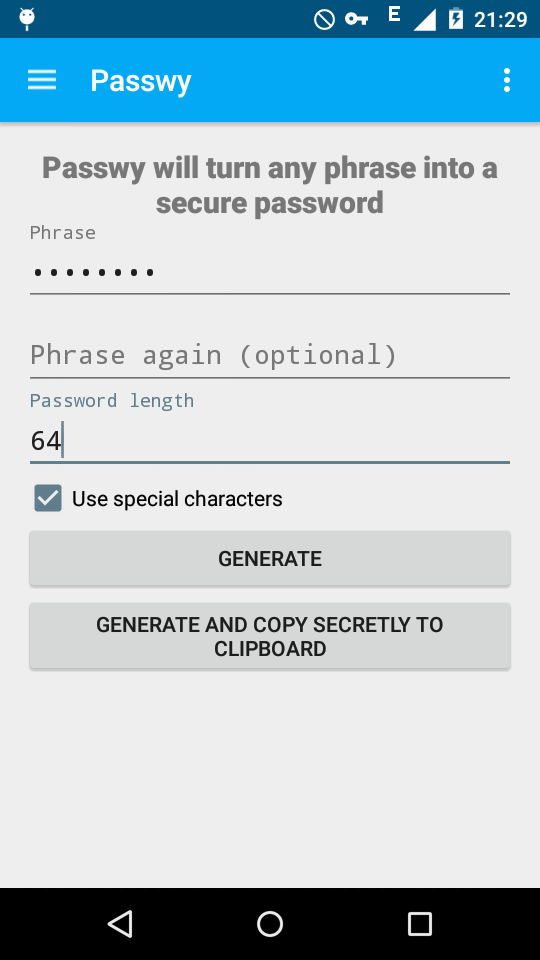 E 21:29
Passwy
Passwy will turn any phrase into a
secure password
Phrase
••••••••
Phrase again (optional)
Password length
64
Use special characters
GENERATE
GENERATE AND COPY SECRETLY TO
CLIPBOARD